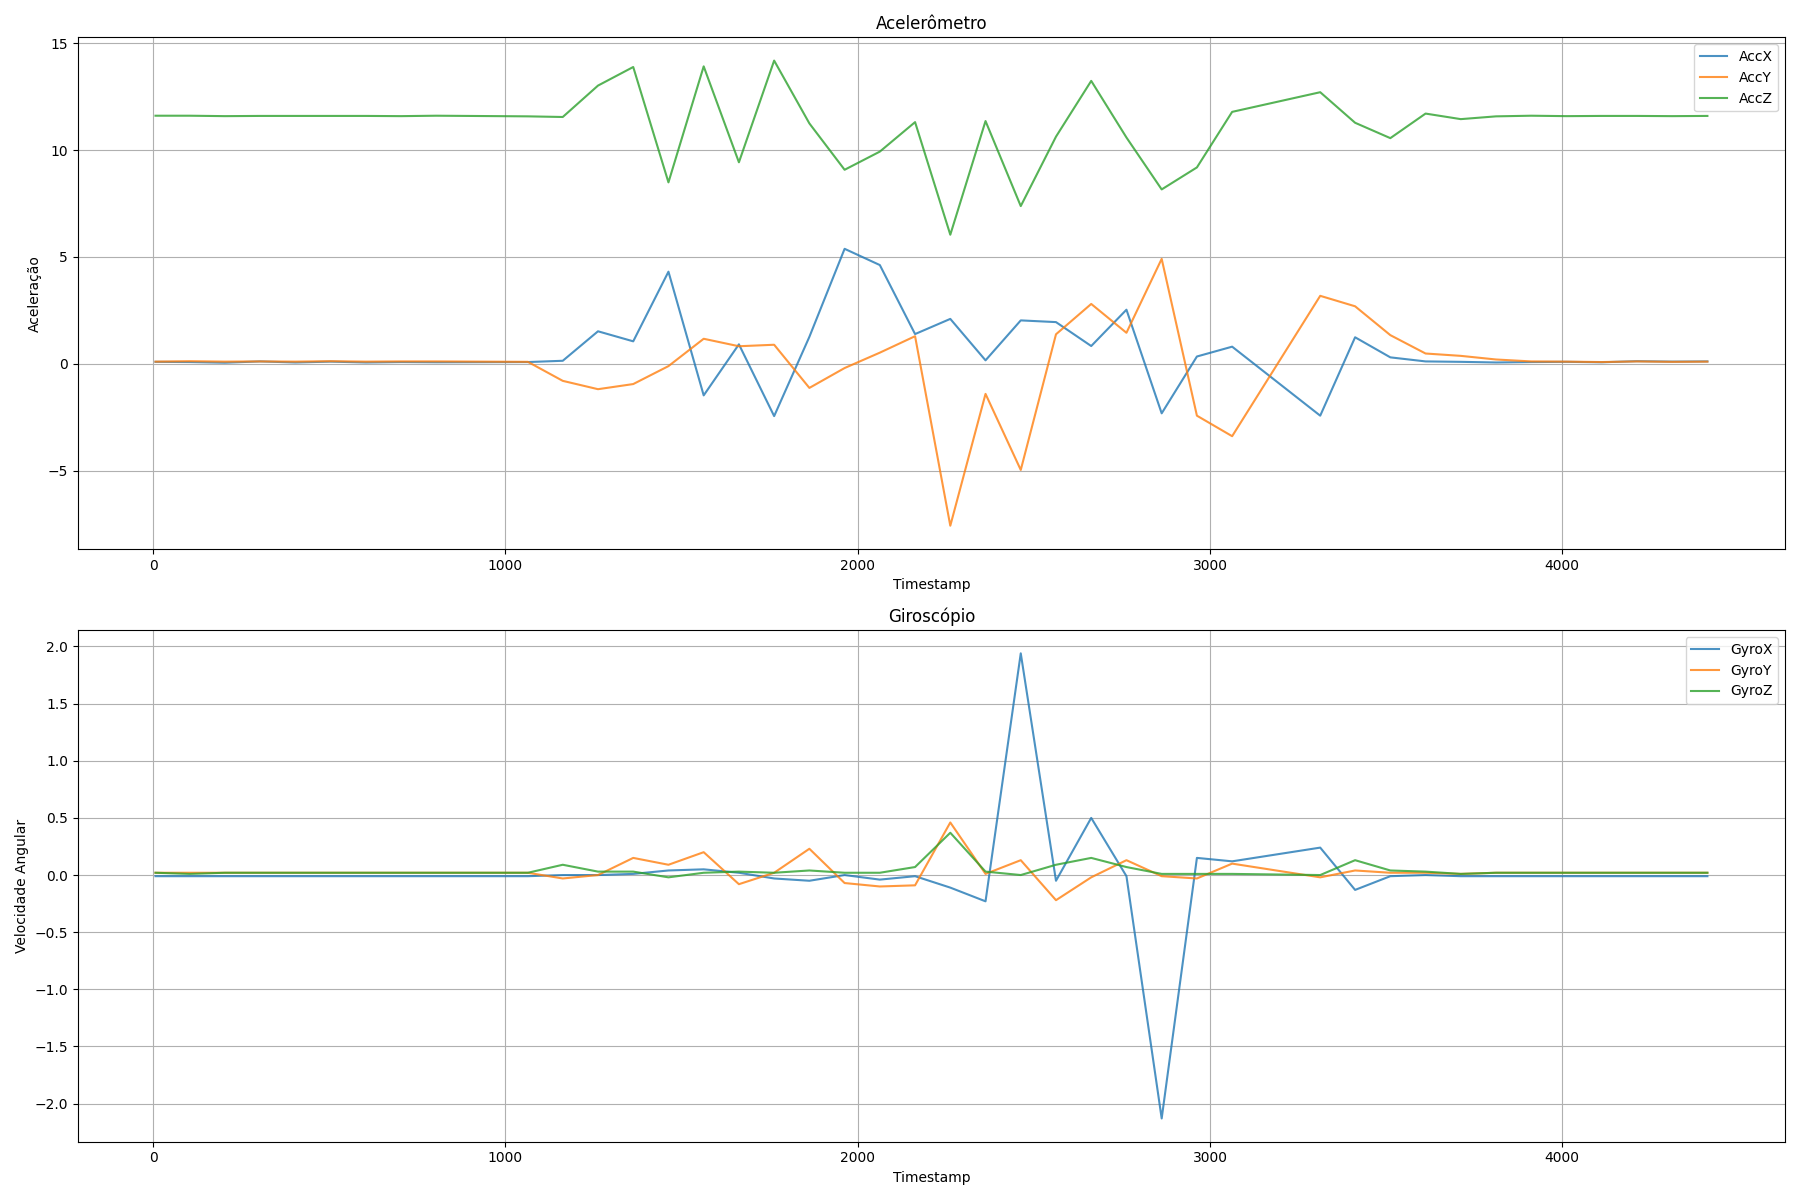 Acelerômetro
15
10
5
0
−5
Aceleração
AccX
AccY
AccZ
0 1000 2000 3000 4000
Timestamp
Giroscópio
2.0
1.5
1.0
0.5
0.0
−0.5
−1.0
−1.5
−2.0
Velocidade Angular
GyroX
GyroY
GyroZ
0 1000 2000 3000 4000
Timestamp